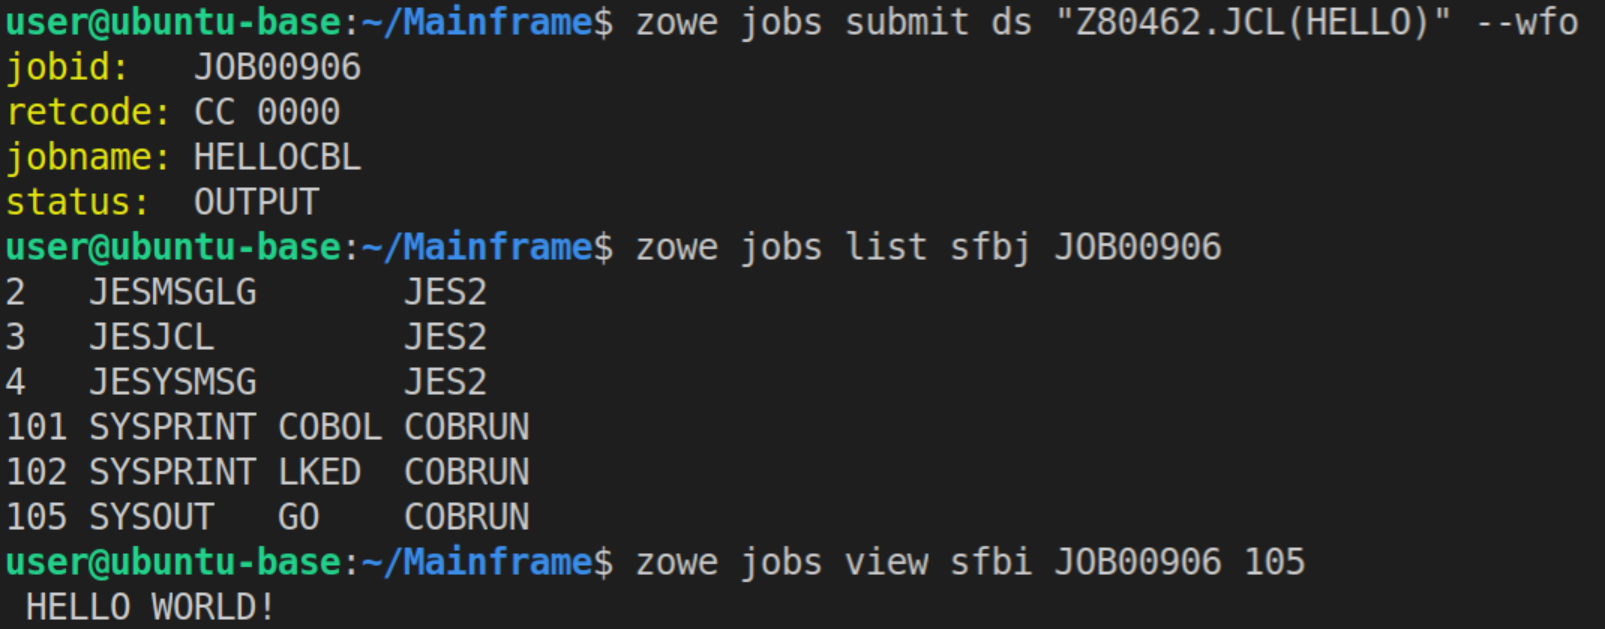 user@ubuntu-base:~/Mainframe$ zowe jobs submit ds "Z80462.JCL(HELLO)" --wfo
jobid:   JOB00906
retcode: CC 0000
jobname: HELLOCBL
status:  OUTPUT
user@ubuntu-base:~/Mainframe$ zowe jobs list sfbj JOB00906
2   JESMSGLG       JES2
3   JESJCL         JES2
4   JESYSMSG       JES2
101 SYSPRINT COBOL COBRUN
102 SYSPRINT LKED  COBRUN
105 SYSOUT   GO    COBRUN
user@ubuntu-base:~/Mainframe$ zowe jobs view sfbi JOB00906 105
 HELLO WORLD!